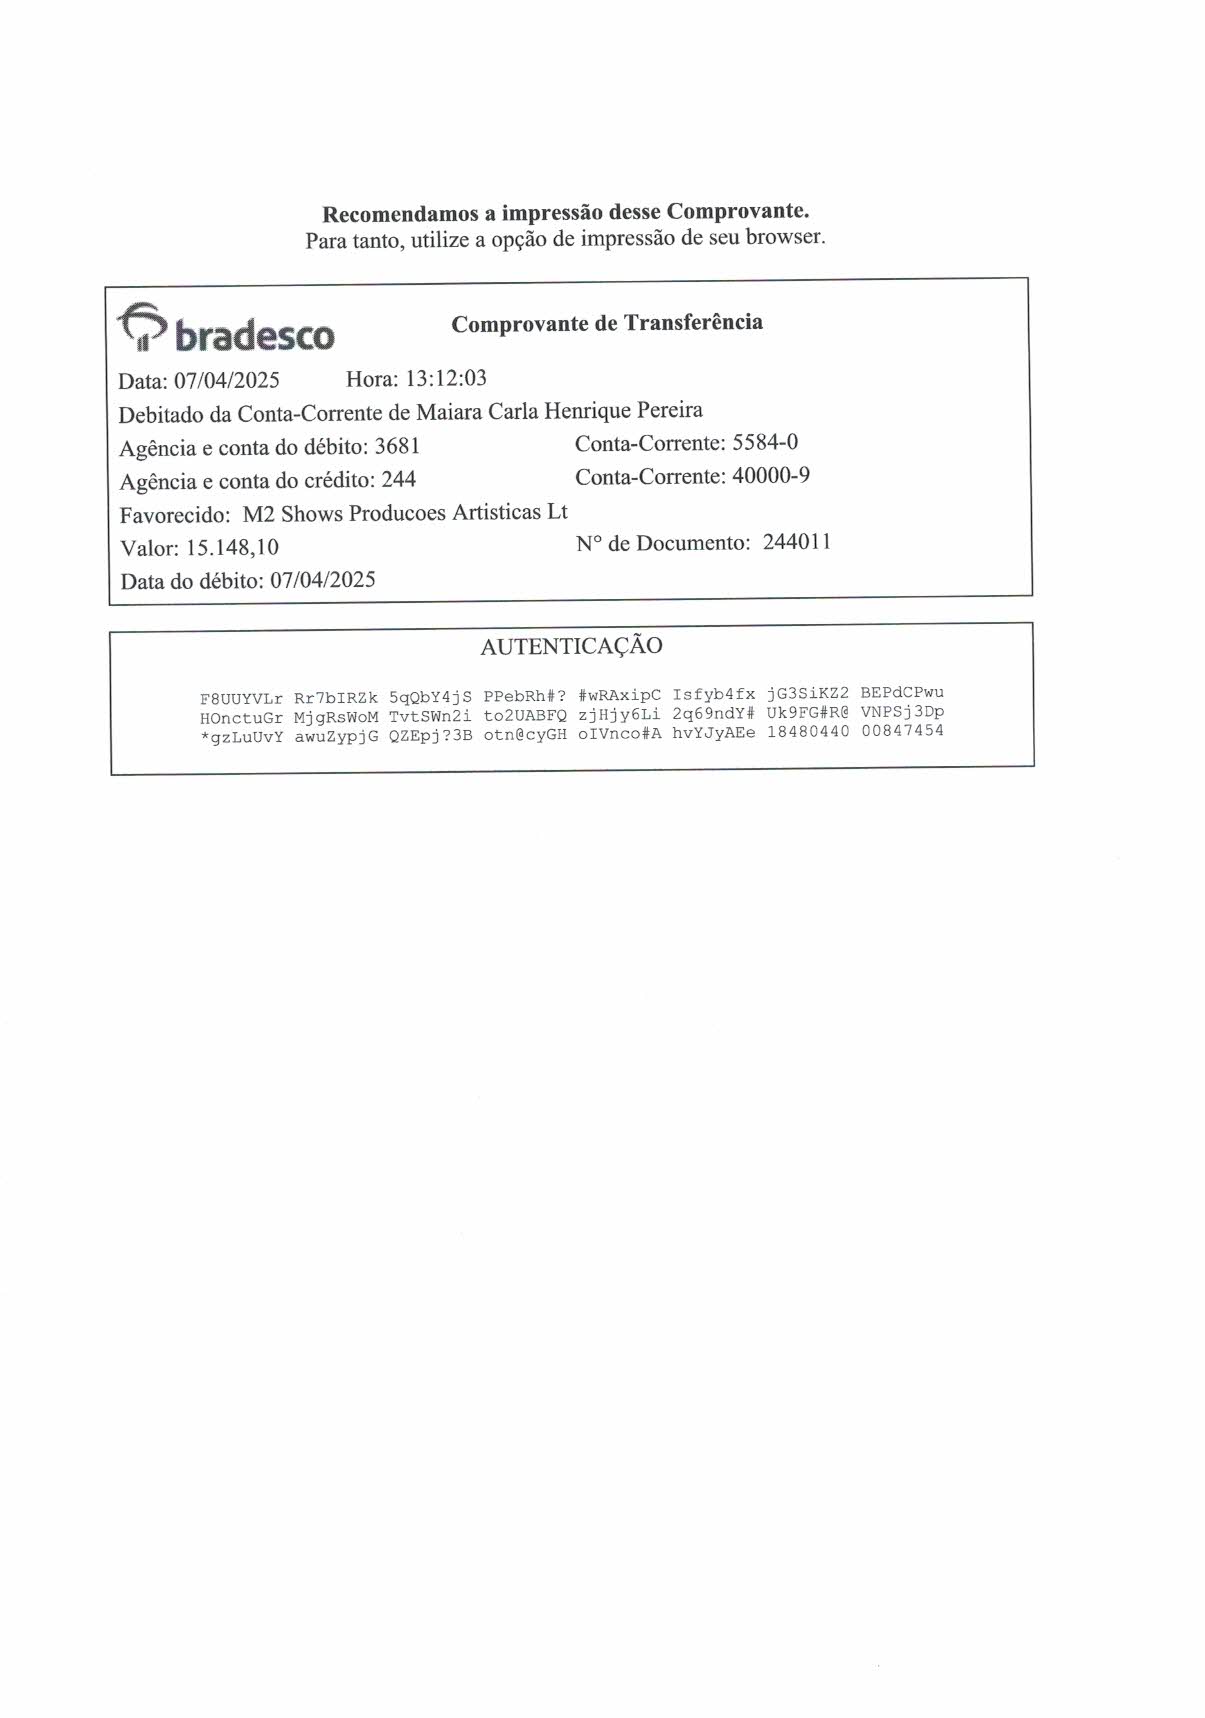 Recomendamos a impressão desse Comprovante.
Para tanto, utilize a opção de impressão de seu browser.
bradesco
Comprovante de Transferência
Data: 07/04/2025 Hora: 13:12:03
Debitado da Conta-Corrente de Maiara Carla Henrique Pereira
Agência e conta do débito: 3681 Conta-Corrente: 5584-0
Agência e conta do crédito: 244 Conta-Corrente: 40000-9
Favorecido: M2 Shows Producoes Artisticas Lt
Valor: 15.148,10 N° de Documento: 244011
Data do débito: 07/04/2025
AUTENTICAÇÃO
F8UUYVLr Rr7bIRZk 5qQbY4jS PPebRh#? #wRAxipC Isfyb4fx jG3SiKZ2 BEPdCPwu
HOnctuGr MjgRsWoM TvtSWn2i to2UABFQ zjHjy6Li 2q69ndY# Uk9FG#R@ VNPSj3Dp
*gzLuUvY awuZypjG QZEpj?3B otn@cyGH oIVnco#A hvYJyAEe 18480440 00847454